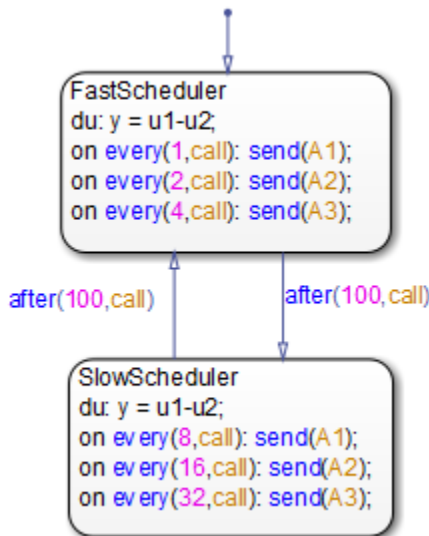 FastScheduler
du: y = u1-u2;
on every(1,call): send(A1);
on every(2,call): send(A2);
on every(4,call): send(A3);
after(100,call)
after(100,call)
SlowScheduler
du: y = u1-u2;
on every(8,call): send(A1);
on every(16,call): send(A2);
on every(32,call): send(A3);